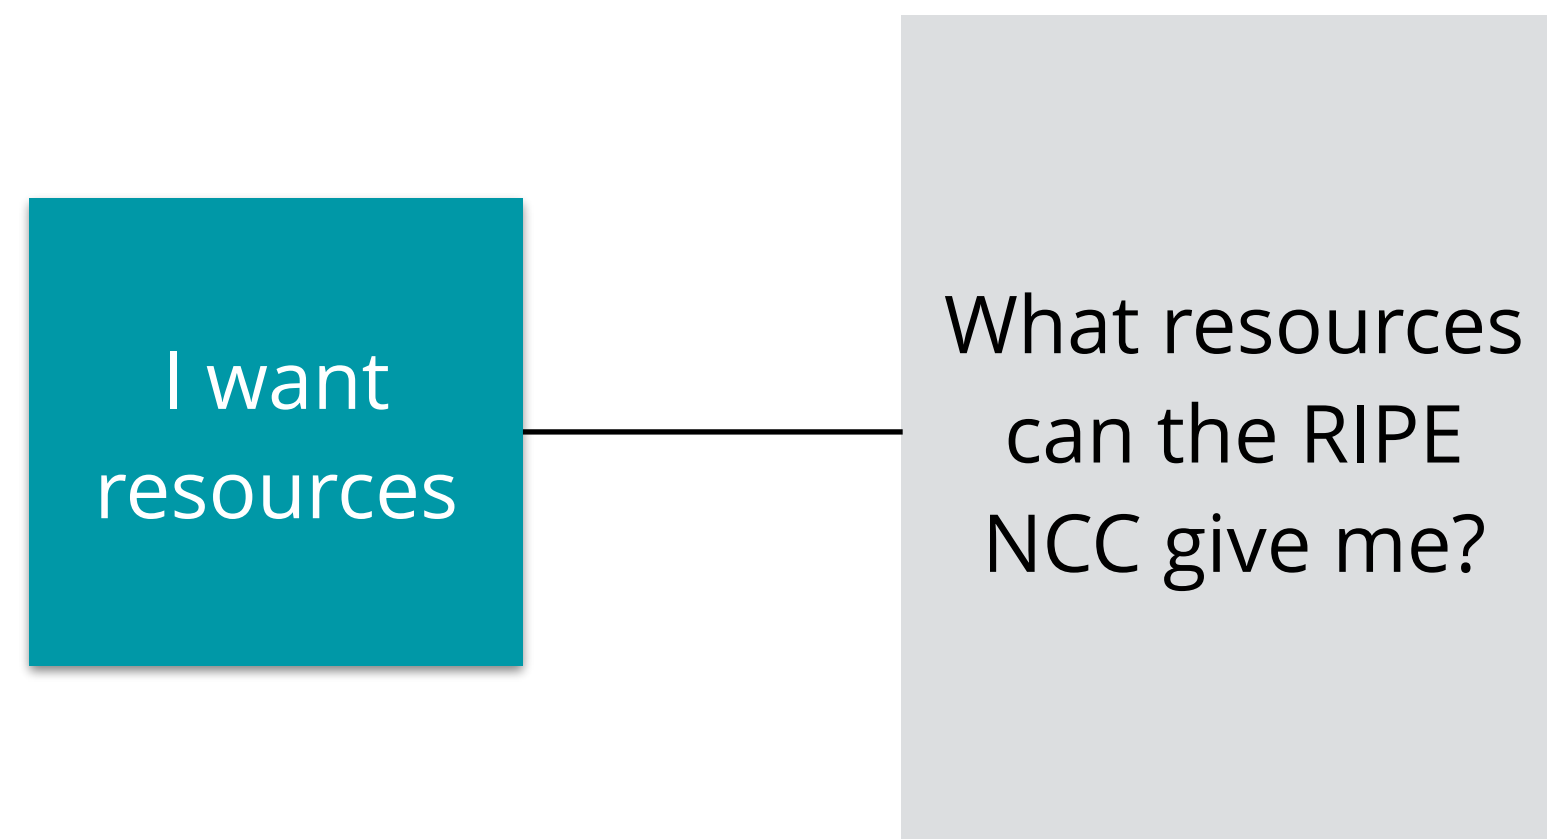 I want
resources
What resources
can the RIPE
NCC give me?